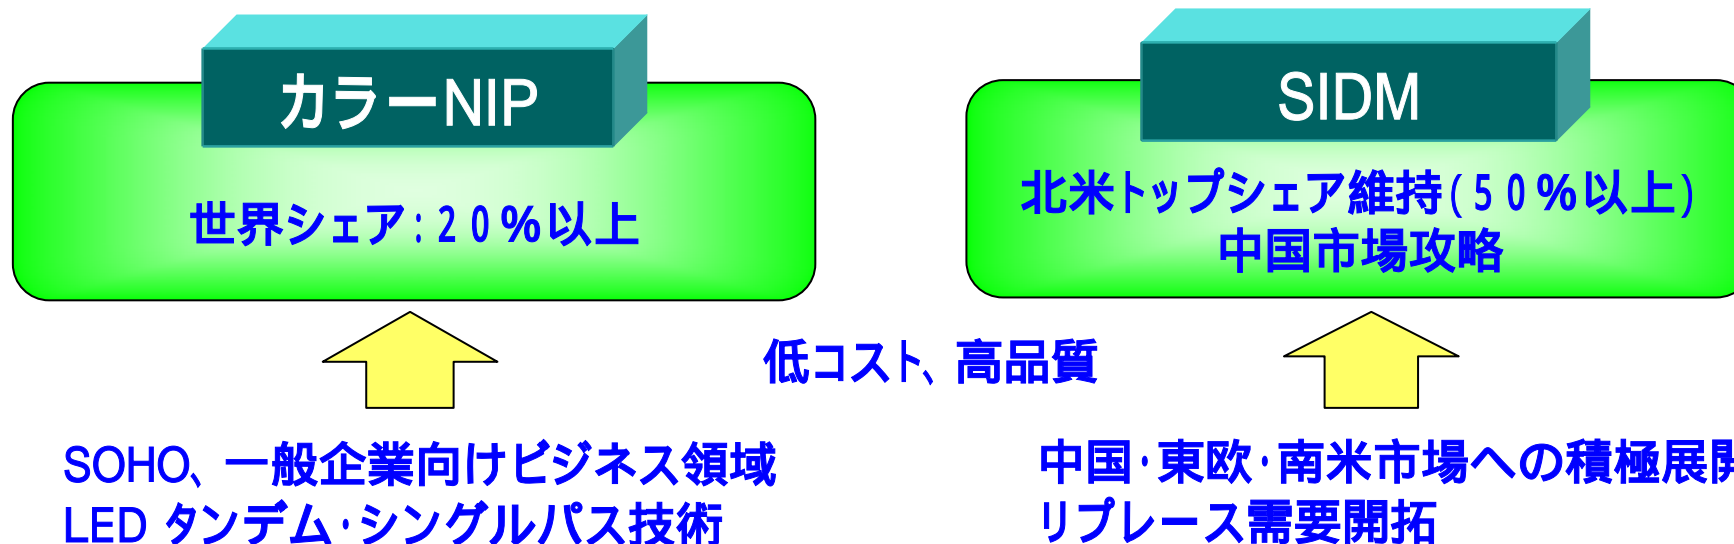 カラーNIP
世界シェア:20%以上
SIDM
北米トップシェア維持(50%以上)
中国市場攻略
低コスト、高品質
SOHO、一般企業向けビジネス領域
LED タンデム・シングルパス技術
中国・東欧・南米市場への積極展開
リプレース需要開拓